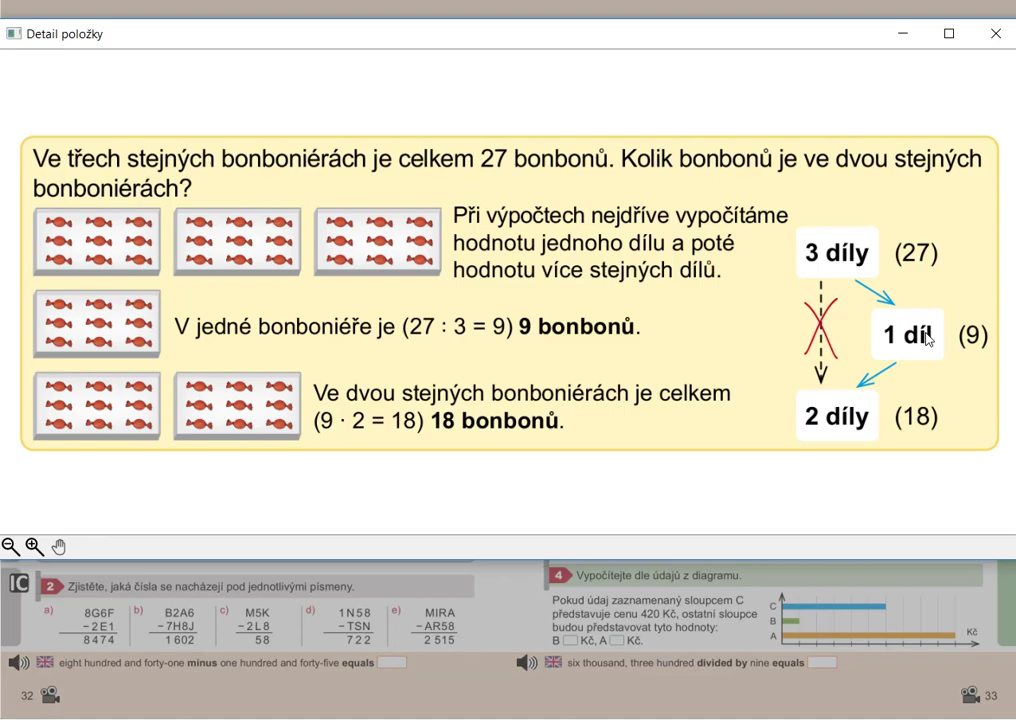 Detail položky
Ve třech stejných bonboniérách je celkem 27 bonbonů. Kolik bonbonů je ve dvou stejných
bonboniérách?
Při výpočtech nejdříve vypočítáme
hodnotu jednoho dílu a poté
hodnotu více stejných dílů.
3 díly (27)
V jedné bonboniéře je (27 : 3 = 9) 9 bonbonů.
1 díl (9)
Ve dvou stejných bonboniérách je celkem
(9 · 2 = 18) 18 bonbonů.
2 díly (18)
IC
2 Zjistěte, jaká čísla se nacházejí pod jednotlivými písmeny.
a) 8G6F b) B2A6 c) M5K d) 1N58 e) MIRA
−2E1 −7H8J −2L8 −TSN −AR58
8474 1602 58 722 2515
eight hundred and forty-one minus one hundred and forty-five equals
32
4 Vypočítejte dle údajů z diagramu.
Pokud údaj zaznamenaný sloupcem C
představuje cenu 420 Kč, ostatní sloupce
budou představovat tyto hodnoty:
B Kč, A Kč.
C
B
A
Kč
six thousand, three hundred divided by nine equals
33